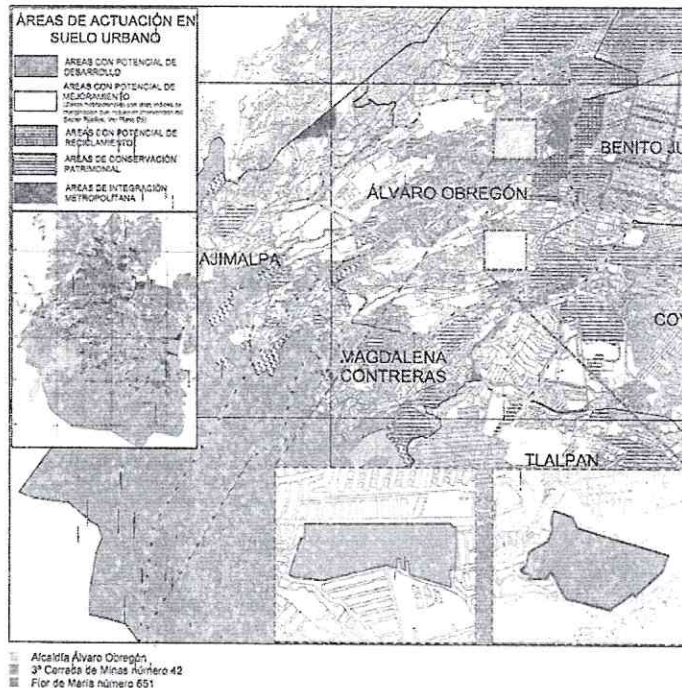 ÁREAS DE ACTUACIÓN EN
SUELO URBANO
ÁREAS CON POTENCIAL DE
DESARROLLO
ÁREAS CON POTENCIAL DE
MEJORAMIENTO
ÁREAS CON POTENCIAL DE
RECICLAMIENTO
ÁREAS DE CONSERVACIÓN
PATRIMONIAL
ÁREAS DE INTEGRACIÓN
METROPOLITANA
BENITO JU
ÁLVARO OBREGÓN
AJIMALPA
COY
MAGDALENA
CONTRERAS
TLALPAN
Alcaldía Álvaro Obregón
3ª Cerrada de Minas número 42
Flor de María número 651